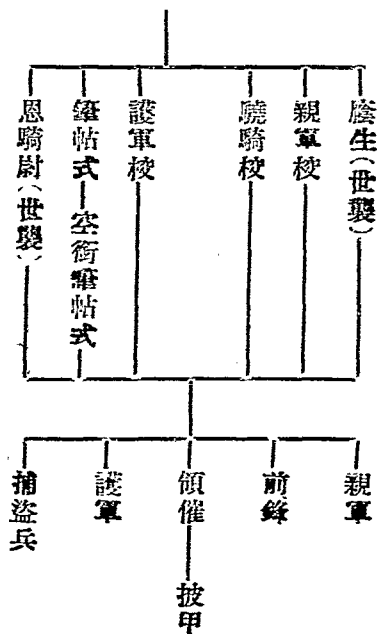 廕生(世襲)
親軍校
驍騎校
護軍校
筆帖式—空銜筆帖式
恩騎尉(世襲)
親軍
前鋒
領催
披甲
護軍
捕盜兵